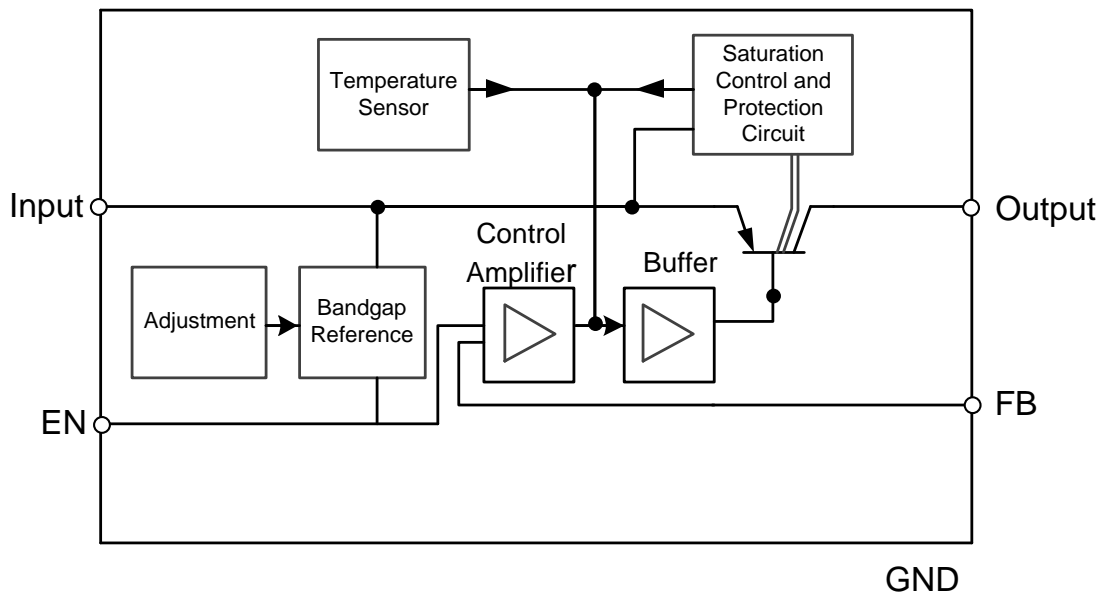 Temperature
Sensor
Saturation
Control and
Protection
Circuit
Input
Output
Control
Amplifier
Buffer
Adjustment
Bandgap
Reference
EN
FB
GND